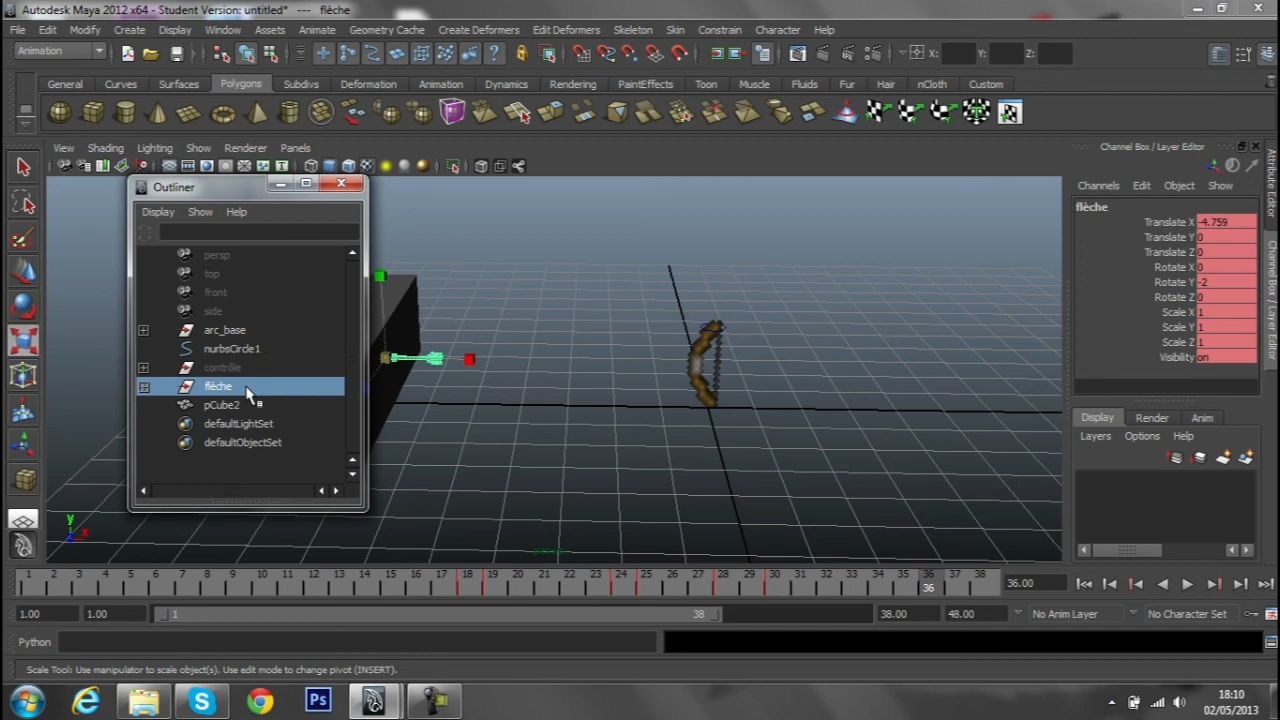 Autodesk Maya 2012 x64 - Student Version: untitled* --- flèche
File Edit Modify Create Display Window Assets Animate Geometry Cache Create Deformers Edit Deformers Skeleton Skin Constrain Character Help
Animation X: Y: Z:
General Curves Surfaces Polygons Subdivs Deformation Animation Dynamics Rendering PaintEffects Toon Muscle Fluids Fur Hair nCloth Custom
View Shading Lighting Show Renderer Panels
Channel Box / Layer Editor
Channels Edit Object Show
flèche
Translate X -4.759
Translate Y 0
Translate Z 0
Rotate X 0
Rotate Y -2
Rotate Z 0
Scale X 1
Scale Y 1
Scale Z 1
Visibility on
Attribute Editor
Channel Box / Layer Editor
Outliner
Display Show Help
persp
top
front
side
arc_base
nurbsCircle1
contrôle
flèche
pCube2
defaultLightSet
defaultObjectSet
y
x
persp
Display Render Anim
Layers Options Help
1 2 3 4 5 6 7 8 9 10 11 12 13 14 15 16 17 18 19 20 21 22 23 24 25 26 27 28 29 30 31 32 33 34 35 36 37 38
36
36.00
1.00 1.00 1 38 38.00 48.00 No Anim Layer No Character Set
Python
Scale Tool: Use manipulator to scale object(s). Use edit mode to change pivot (INSERT).
Ps
18:10
02/05/2013